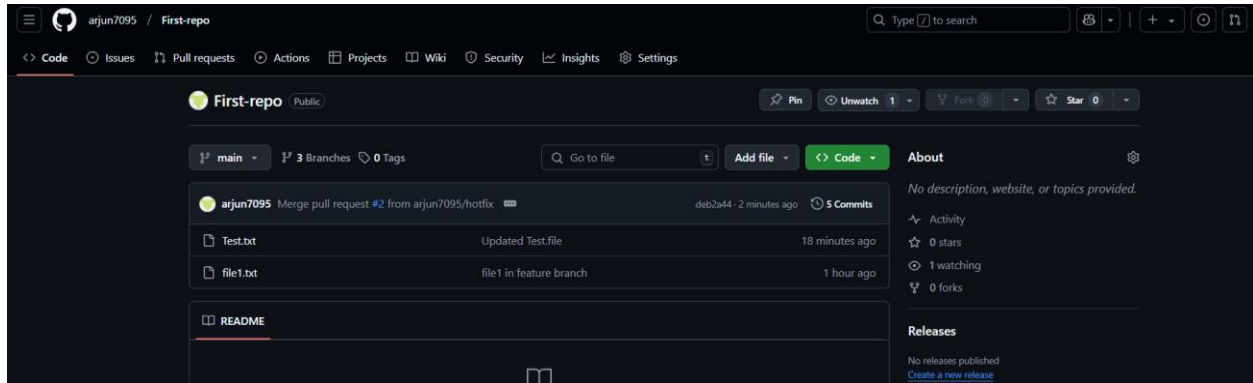 arjun7095 / First-repo Type / to search
Code Issues Pull requests Actions Projects Wiki Security Insights Settings
First-repo Public Pin Unwatch 1 Fork 0 Star 0
main 3 Branches 0 Tags Go to file t Add file Code
arjun7095 Merge pull request #2 from arjun7095/hotfix deb2a44 · 2 minutes ago 5 Commits
Test.txt Updated Test.file 18 minutes ago
file1.txt file1 in feature branch 1 hour ago
README
About
No description, website, or topics provided.
Activity
0 stars
1 watching
0 forks
Releases
No releases published
Create a new release